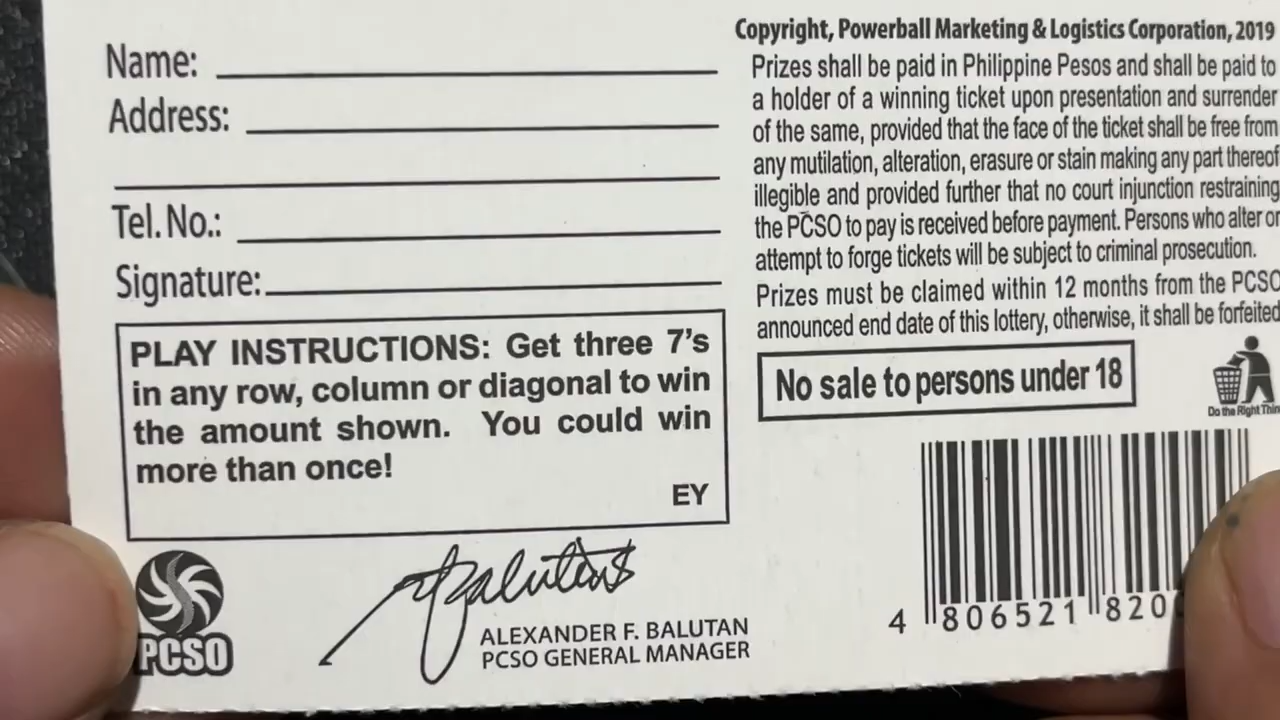 Name:
Address:
Tel. No.:
Signature:
PLAY INSTRUCTIONS: Get three 7's
in any row, column or diagonal to win
the amount shown. You could win
more than once!
EY
PCSO
Balutan
ALEXANDER F. BALUTAN
PCSO GENERAL MANAGER
Copyright, Powerball Marketing & Logistics Corporation, 2019
Prizes shall be paid in Philippine Pesos and shall be paid to
a holder of a winning ticket upon presentation and surrender
of the same, provided that the face of the ticket shall be free from
any mutilation, alteration, erasure or stain making any part thereof
illegible and provided further that no court injunction restraining
the PCSO to pay is received before payment. Persons who alter or
attempt to forge tickets will be subject to criminal prosecution.
Prizes must be claimed within 12 months from the PCSO
announced end date of this lottery, otherwise, it shall be forfeited
No sale to persons under 18
Do the Right Thin
4 806521 820